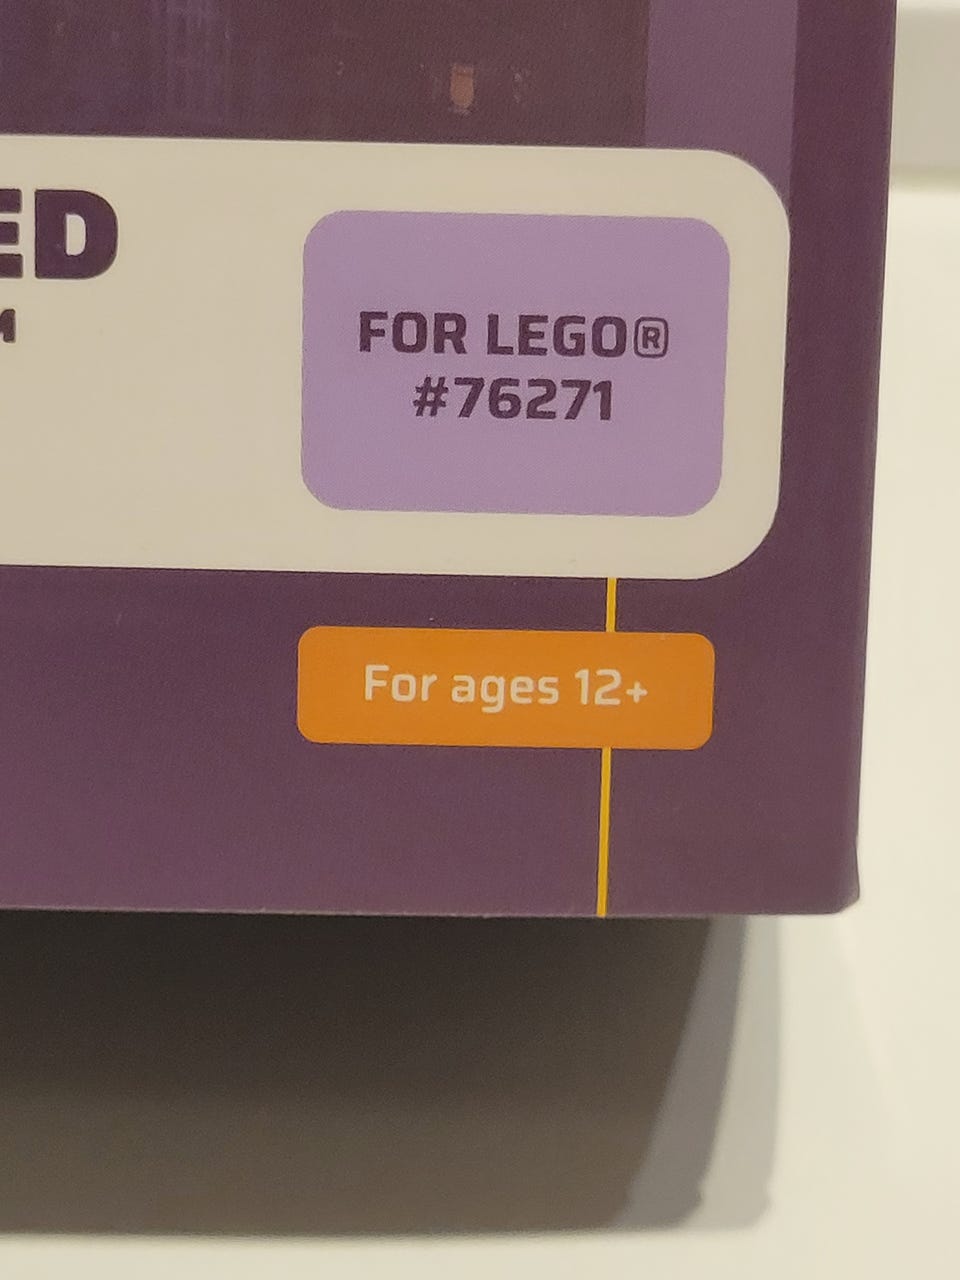 ED
M
FOR LEGO®
#76271
For ages 12+